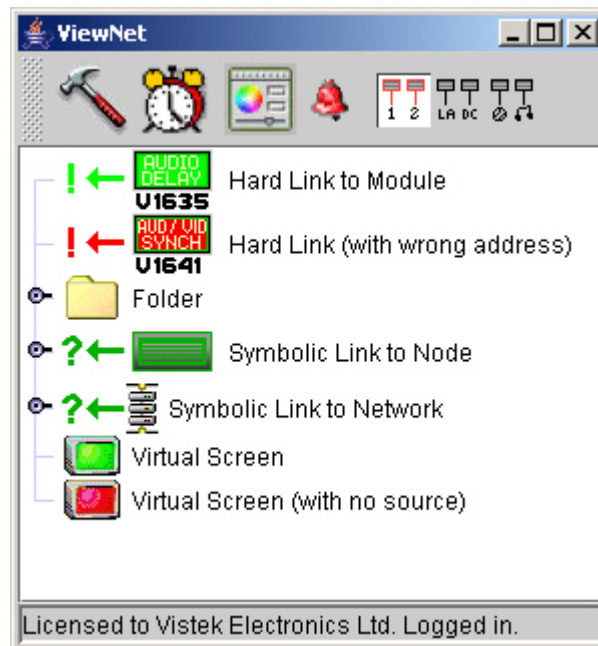 ViewNet
1 2 LA DC
AUDIO
DELAY
V1635
Hard Link to Module
AUD/VID
SYNCH
V1641
Hard Link (with wrong address)
Folder
Symbolic Link to Node
Symbolic Link to Network
Virtual Screen
Virtual Screen (with no source)
Licensed to Vistek Electronics Ltd. Logged in.